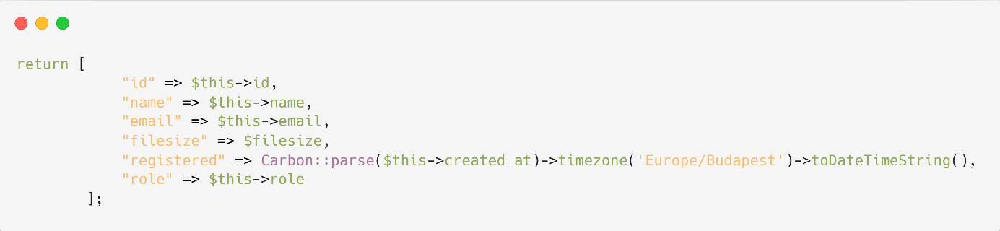 return [
"id" => $this->id,
"name" => $this->name,
"email" => $this->email,
"filesize" => $filesize,
"registered" => Carbon::parse($this->created_at)->timezone('Europe/Budapest')->toDateTimeString(),
"role" => $this->role
];